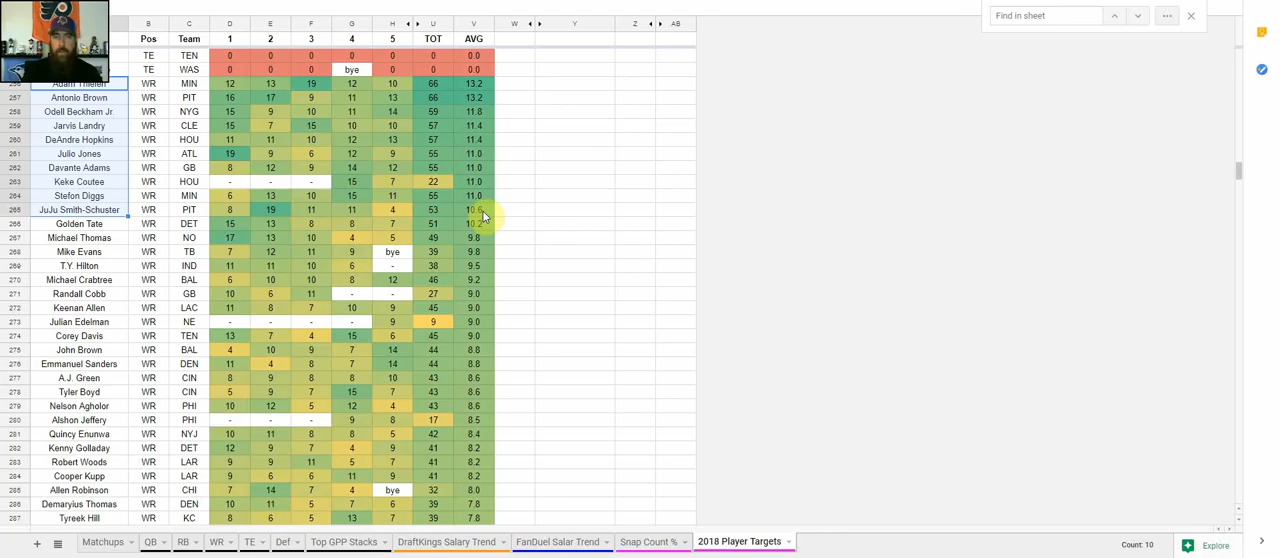 Find in sheet
B C D E F G H U V W Y Z AB
Pos Team 1 2 3 4 5 TOT AVG
TE TEN 0 0 0 0 0 0 0.0
TE WAS 0 0 0 bye 0 0 0.0
256 Adam Thielen WR MIN 12 13 19 12 10 66 13.2
257 Antonio Brown WR PIT 16 17 9 11 13 66 13.2
258 Odell Beckham Jr. WR NYG 15 9 10 11 14 59 11.8
259 Jarvis Landry WR CLE 15 7 15 10 10 57 11.4
260 DeAndre Hopkins WR HOU 11 11 10 12 13 57 11.4
261 Julio Jones WR ATL 19 9 6 12 9 55 11.0
262 Davante Adams WR GB 8 12 9 14 12 55 11.0
263 Keke Coutee WR HOU - - - 15 7 22 11.0
264 Stefon Diggs WR MIN 6 13 10 15 11 55 11.0
265 JuJu Smith-Schuster WR PIT 8 19 11 11 4 53 10.6
266 Golden Tate WR DET 15 13 8 8 7 51 10.2
267 Michael Thomas WR NO 17 13 10 4 5 49 9.8
268 Mike Evans WR TB 7 12 11 9 bye 39 9.8
269 T.Y. Hilton WR IND 11 11 10 6 - 38 9.5
270 Michael Crabtree WR BAL 6 10 10 8 12 46 9.2
271 Randall Cobb WR GB 10 6 11 - - 27 9.0
272 Keenan Allen WR LAC 11 8 7 10 9 45 9.0
273 Julian Edelman WR NE - - - - 9 9 9.0
274 Corey Davis WR TEN 13 7 4 15 6 45 9.0
275 John Brown WR BAL 4 10 9 7 14 44 8.8
276 Emmanuel Sanders WR DEN 11 4 8 7 14 44 8.8
277 A.J. Green WR CIN 8 9 8 8 10 43 8.6
278 Tyler Boyd WR CIN 5 9 7 15 7 43 8.6
279 Nelson Agholor WR PHI 10 12 5 12 4 43 8.6
280 Alshon Jeffery WR PHI - - - 9 8 17 8.5
281 Quincy Enunwa WR NYJ 10 11 8 8 5 42 8.4
282 Kenny Golladay WR DET 12 9 7 4 9 41 8.2
283 Robert Woods WR LAR 9 9 11 5 7 41 8.2
284 Cooper Kupp WR LAR 9 6 6 11 9 41 8.2
285 Allen Robinson WR CHI 7 14 7 4 bye 32 8.0
286 Demaryius Thomas WR DEN 10 11 5 7 6 39 7.8
287 Tyreek Hill WR KC 8 6 5 13 7 39 7.8
Matchups QB RB WR TE Def Top GPP Stacks DraftKings Salary Trend FanDuel Salar Trend Snap Count % 2018 Player Targets Count: 10 Explore